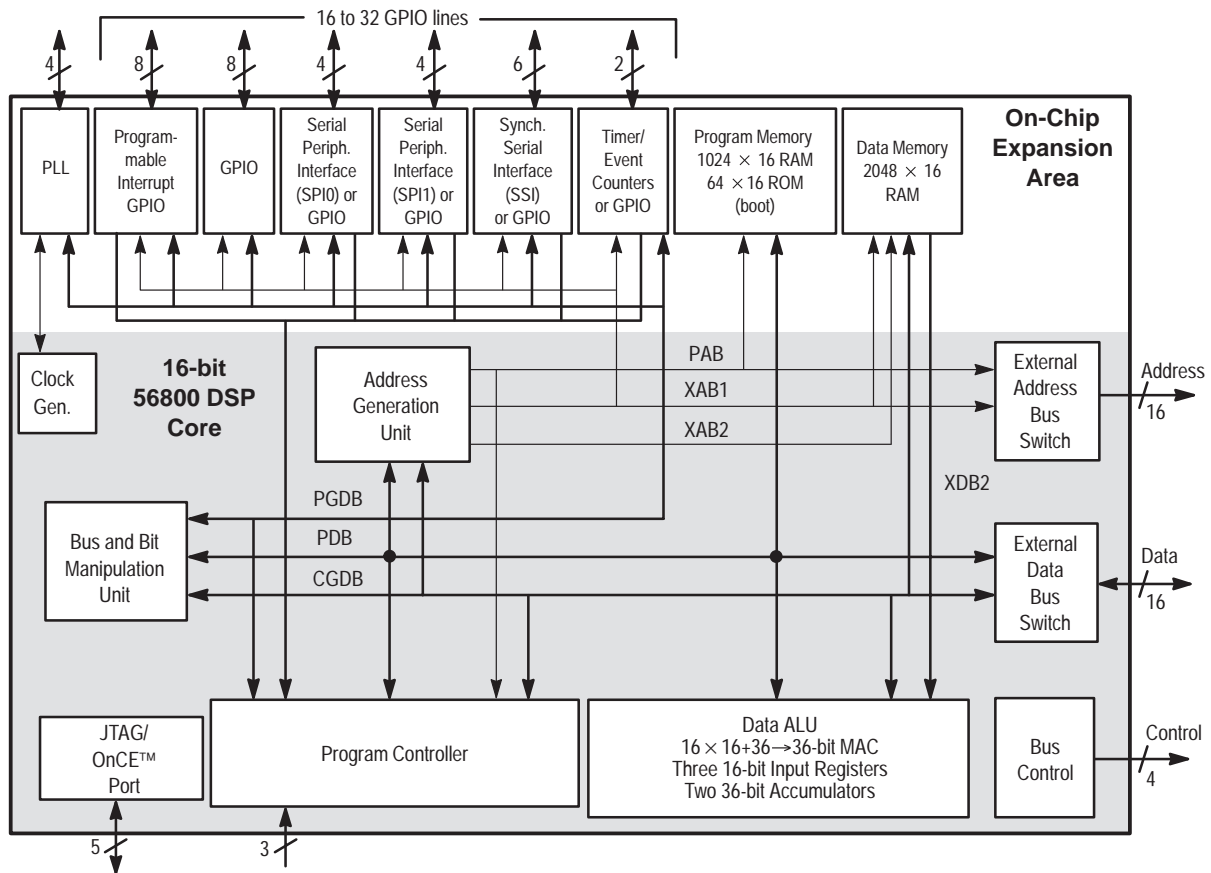 16 to 32 GPIO lines
4
8
8
4
4
6
2
PLL
Program-
mable
Interrupt
GPIO
GPIO
Serial
Periph.
Interface
(SPI0) or
GPIO
Serial
Periph.
Interface
(SPI1) or
GPIO
Synch.
Serial
Interface
(SSI)
or GPIO
Timer/
Event
Counters
or GPIO
Program Memory
1024 × 16 RAM
64 × 16 ROM
(boot)
Data Memory
2048 × 16
RAM
On-Chip
Expansion
Area
Clock
Gen.
16-bit
56800 DSP
Core
Address
Generation
Unit
PAB
XAB1
XAB2
External
Address
Bus
Switch
Address
16
XDB2
PGDB
PDB
CGDB
Bus and Bit
Manipulation
Unit
External
Data
Bus
Switch
Data
16
JTAG/
OnCE™
Port
Program Controller
Data ALU
16 × 16+36→36-bit MAC
Three 16-bit Input Registers
Two 36-bit Accumulators
Bus
Control
Control
4
5
3